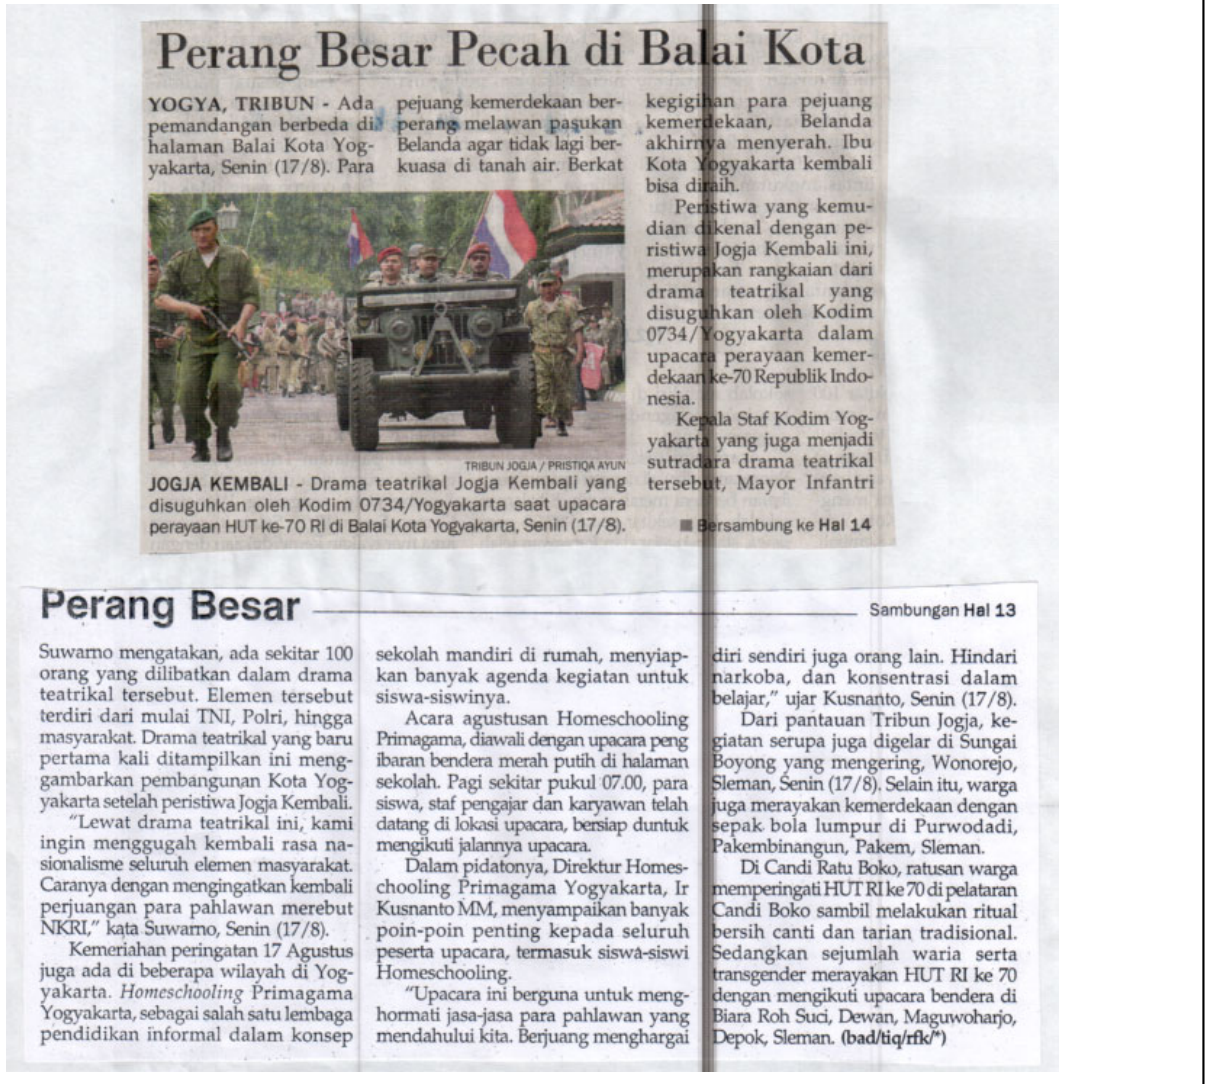 Perang Besar Pecah di Balai Kota
YOGYA, TRIBUN - Ada
pemandangan berbeda di
halaman Balai Kota Yog-
yakarta, Senin (17/8). Para
pejuang kemerdekaan ber-
perang melawan pasukan
Belanda agar tidak lagi ber-
kuasa di tanah air. Berkat
kegigihan para pejuang
kemerdekaan, Belanda
akhirnya menyerah. Ibu
Kota Yogyakarta kembali
bisa diraih.
Peristiwa yang kemu-
dian dikenal dengan pe-
ristiwa Jogja Kembali ini,
merupakan rangkaian dari
drama teatrikal yang
disuguhkan oleh Kodim
0734/Yogyakarta dalam
upacara perayaan kemer-
dekaan ke-70 Republik Indo-
nesia.
Kepala Staf Kodim Yog-
yakarta yang juga menjadi
sutradara drama teatrikal
tersebut, Mayor Infantri
■ Bersambung ke Hal 14
TRIBUN JOGJA / PRISTIQA AYUN
JOGJA KEMBALI - Drama teatrikal Jogja Kembali yang
disuguhkan oleh Kodim 0734/Yogyakarta saat upacara
perayaan HUT ke-70 RI di Balai Kota Yogyakarta, Senin (17/8).
Perang Besar
Sambungan Hal 13
Suwarno mengatakan, ada sekitar 100
orang yang dilibatkan dalam drama
teatrikal tersebut. Elemen tersebut
terdiri dari mulai TNI, Polri, hingga
masyarakat. Drama teatrikal yang baru
pertama kali ditampilkan ini meng-
gambarkan pembangunan Kota Yog-
yakarta setelah peristiwa Jogja Kembali.
"Lewat drama teatrikal ini, kami
ingin menggugah kembali rasa na-
sionalisme seluruh elemen masyarakat.
Caranya dengan mengingatkan kembali
perjuangan para pahlawan merebut
NKRI," kata Suwarno, Senin (17/8).
Kemeriahan peringatan 17 Agustus
juga ada di beberapa wilayah di Yog-
yakarta. Homeschooling Primagama
Yogyakarta, sebagai salah satu lembaga
pendidikan informal dalam konsep
sekolah mandiri di rumah, menyiap-
kan banyak agenda kegiatan untuk
siswa-siswinya.
Acara agustusan Homeschooling
Primagama, diawali dengan upacara peng
ibaran bendera merah putih di halaman
sekolah. Pagi sekitar pukul 07.00, para
siswa, staf pengajar dan karyawan telah
datang di lokasi upacara, bersiap duntuk
mengikuti jalannya upacara.
Dalam pidatonya, Direktur Homes-
chooling Primagama Yogyakarta, Ir
Kusnanto MM, menyampaikan banyak
poin-poin penting kepada seluruh
peserta upacara, termasuk siswa-siswi
Homeschooling.
"Upacara ini berguna untuk meng-
hormati jasa-jasa para pahlawan yang
mendahului kita. Berjuang menghargai
diri sendiri juga orang lain. Hindari
narkoba, dan konsentrasi dalam
belajar," ujar Kusnanto, Senin (17/8).
Dari pantauan Tribun Jogja, ke-
giatan serupa juga digelar di Sungai
Boyong yang mengering, Wonorejo,
Sleman, Senin (17/8). Selain itu, warga
juga merayakan kemerdekaan dengan
sepak bola lumpur di Purwodadi,
Pakembinangun, Pakem, Sleman.
Di Candi Ratu Boko, ratusan warga
memperingati HUT RI ke 70 di pelataran
Candi Boko sambil melakukan ritual
bersih canti dan tarian tradisional.
Sedangkan sejumlah waria serta
transgender merayakan HUT RI ke 70
dengan mengikuti upacara bendera di
Biara Roh Suci, Dewan, Maguwoharjo,
Depok, Sleman. (bad/tiq/rfk/*)